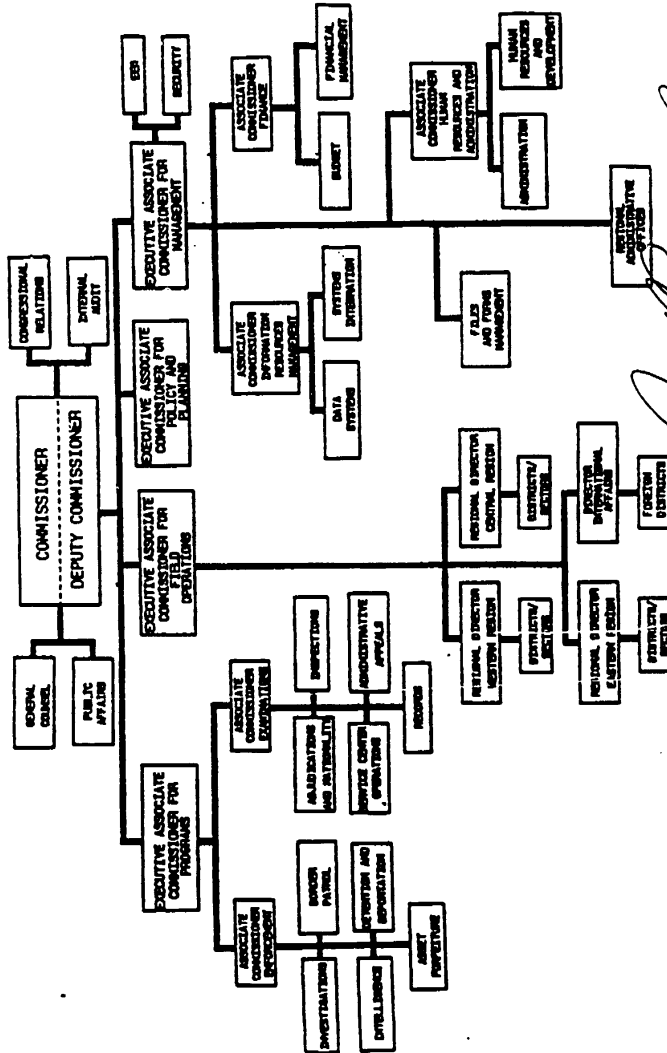 COMMISSIONER
DEPUTY COMMISSIONER
GENERAL
COUNSEL
PUBLIC
AFFAIRS
CONGRESSIONAL
RELATIONS
INTERNAL
AUDIT
EXECUTIVE ASSOCIATE
COMMISSIONER FOR
PROGRAMS
EXECUTIVE ASSOCIATE
COMMISSIONER FOR
FIELD
OPERATIONS
EXECUTIVE ASSOCIATE
COMMISSIONER FOR
POLICY AND
PLANNING
EXECUTIVE ASSOCIATE
COMMISSIONER FOR
MANAGEMENT
EEO
SECURITY
ASSOCIATE
COMMISSIONER
ENFORCEMENT
INVESTIGATIONS
BORDER
PATROL
INTELLIGENCE
DETENTION AND
DEPORTATION
ASSET
FORFEITURE
ASSOCIATE
COMMISSIONER
EXAMINATIONS
ADJUDICATIONS
AND NATIONALITY
INSPECTIONS
SERVICE CENTER
OPERATIONS
ADMINISTRATIVE
APPEALS
RECORDS
REGIONAL DIRECTOR
WESTERN REGION
DISTRICTS/
SECTORS
REGIONAL DIRECTOR
CENTRAL REGION
DISTRICTS/
SECTORS
REGIONAL DIRECTOR
EASTERN REGION
DISTRICTS/
SECTORS
DIRECTOR
INTERNATIONAL
AFFAIRS
FOREIGN
DISTRICTS
ASSOCIATE
COMMISSIONER
INFORMATION
RESOURCES
MANAGEMENT
DATA
SYSTEMS
SYSTEMS
INTEGRATION
ASSOCIATE
COMMISSIONER
FINANCE
BUDGET
FINANCIAL
MANAGEMENT
FILES
AND FORMS
MANAGEMENT
ASSOCIATE
COMMISSIONER
HUMAN
RESOURCES AND
ADMINISTRATION
ADMINISTRATION
HUMAN
RESOURCES
AND
DEVELOPMENT
REGIONAL
ADMINISTRATIVE
OFFICES